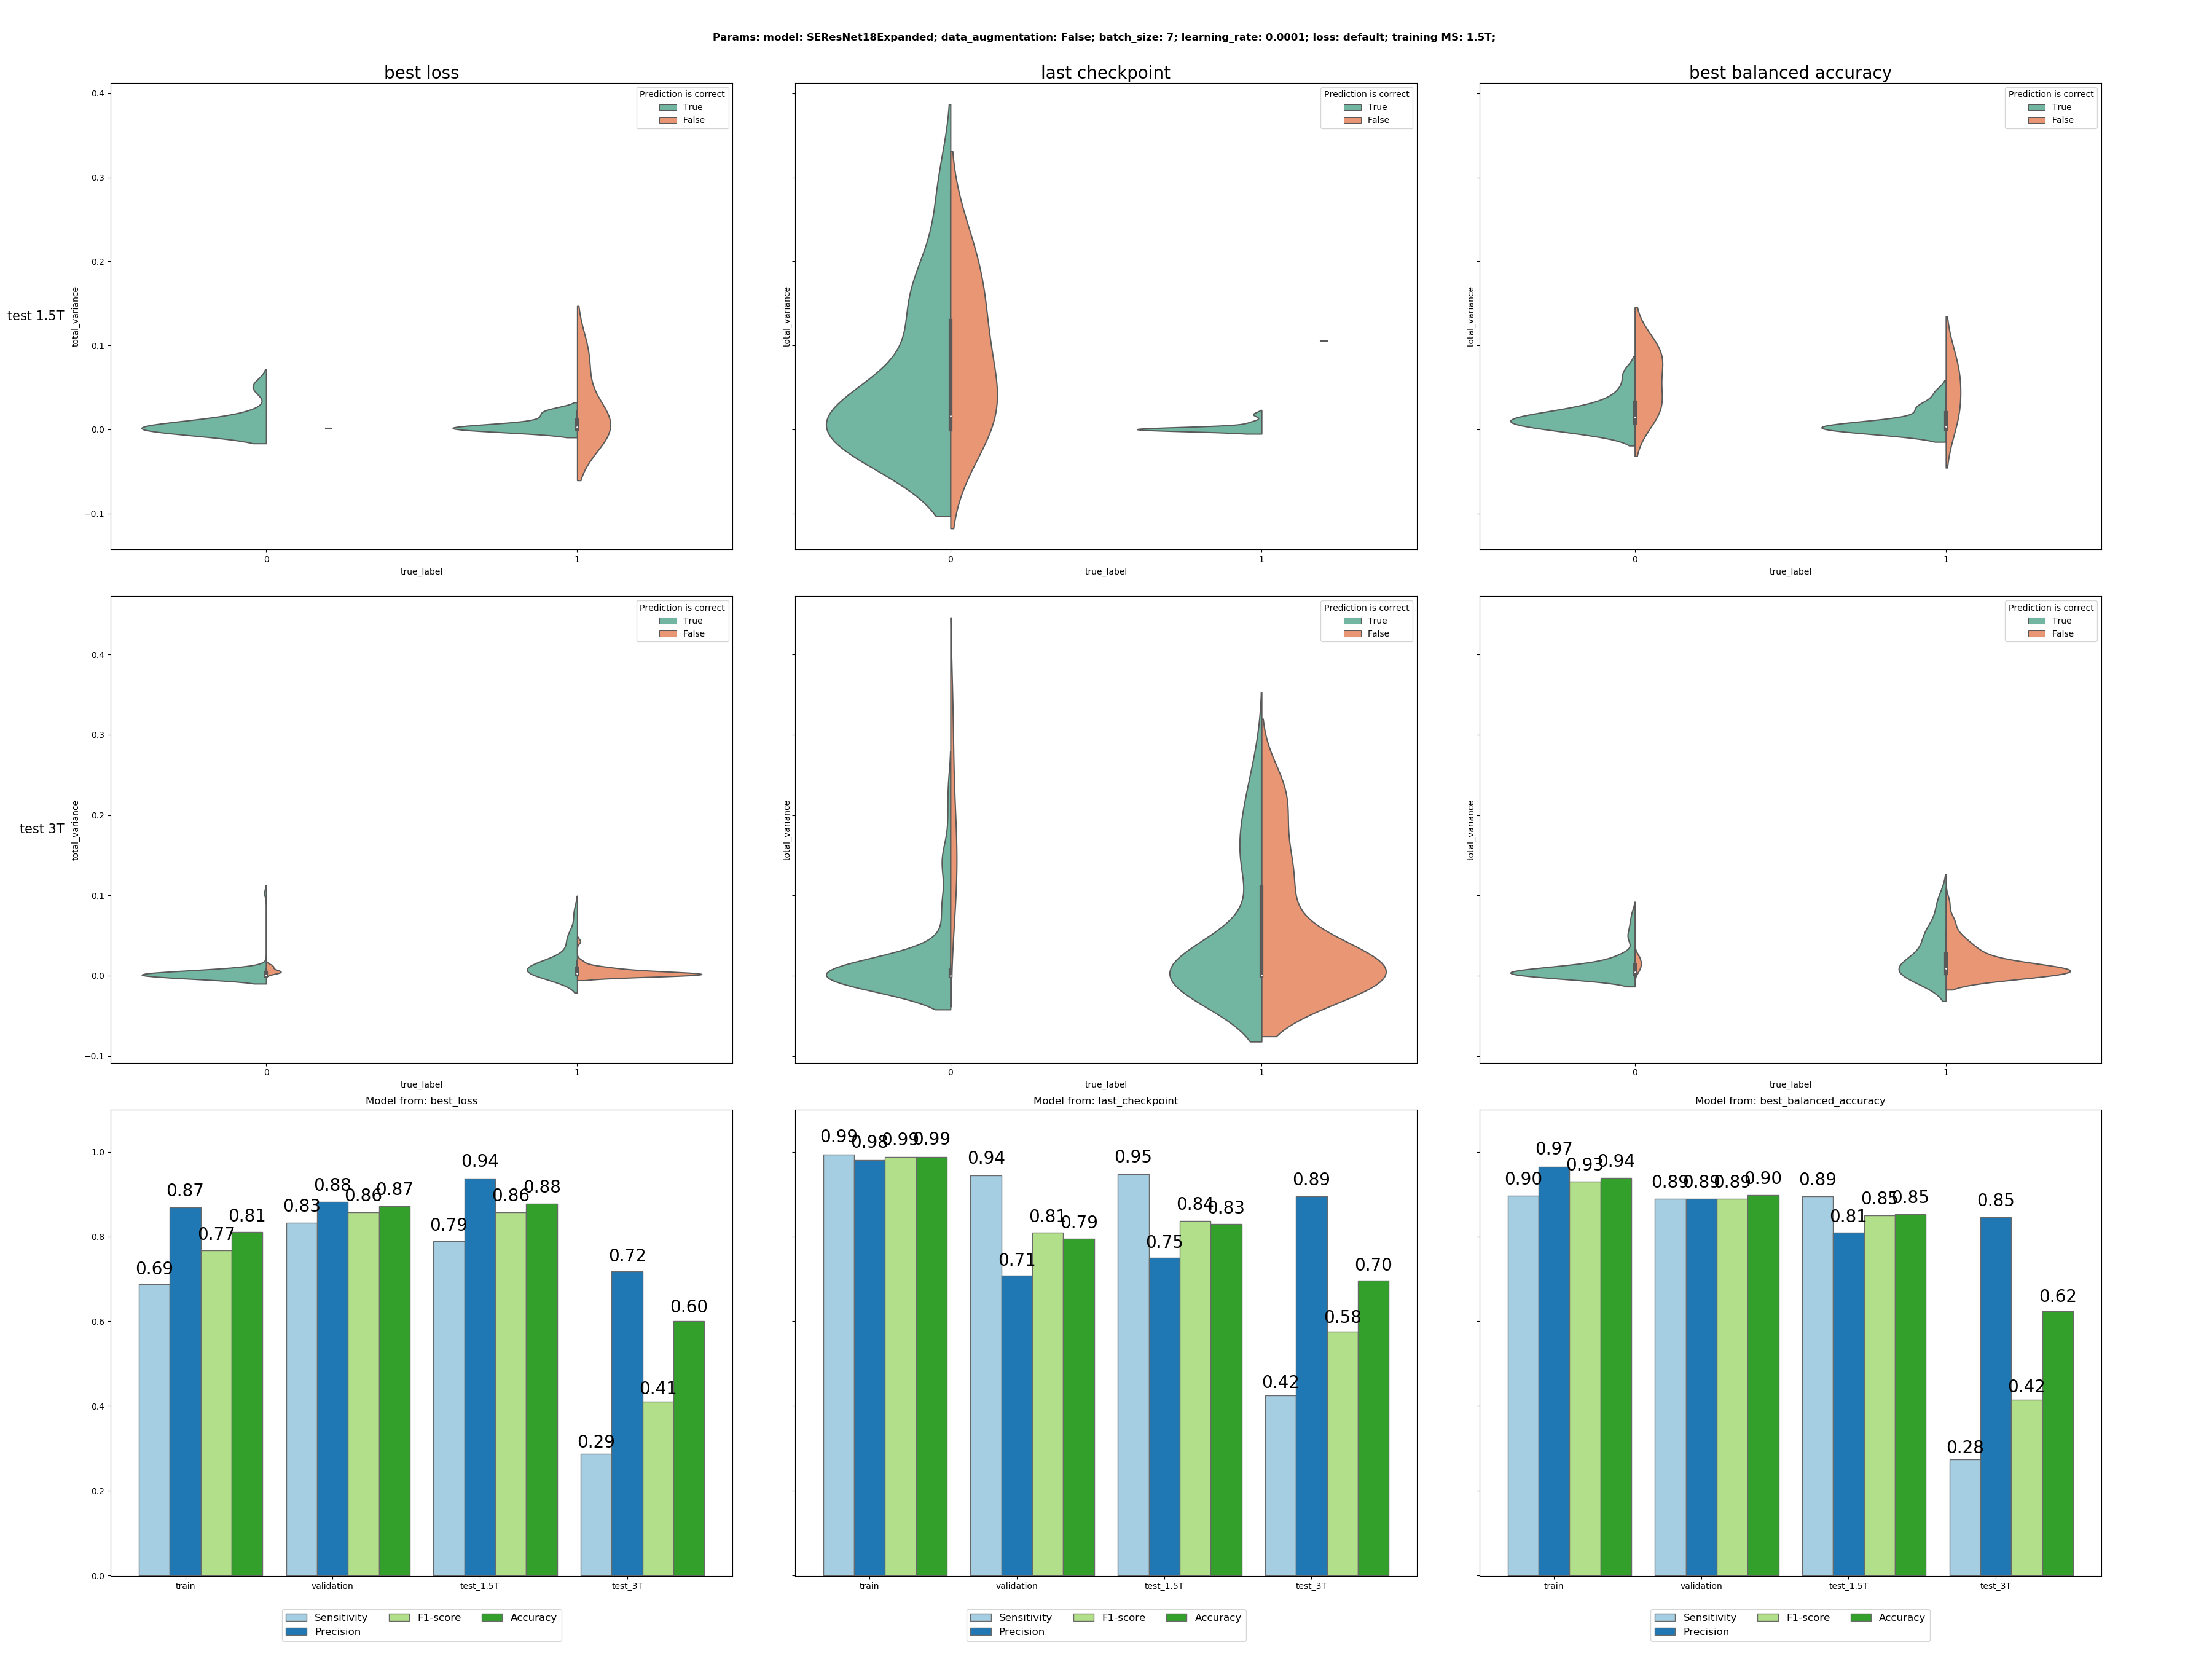 Params: model: SEResNet18Expanded; data_augmentation: False; batch_size: 7; learning_rate: 0.0001; loss: default; training MS: 1.5T;
best loss
last checkpoint
best balanced accuracy
test 1.5T
total_variance
0.4
0.3
0.2
0.1
0.0
−0.1
Prediction is correct
True
False
0
1
true_label
total_variance
Prediction is correct
True
False
0
1
true_label
total_variance
Prediction is correct
True
False
0
1
true_label
test 3T
total_variance
0.4
0.3
0.2
0.1
0.0
−0.1
Prediction is correct
True
False
0
1
true_label
total_variance
Prediction is correct
True
False
0
1
true_label
total_variance
Prediction is correct
True
False
0
1
true_label
Model from: best_loss
1.0
0.8
0.6
0.4
0.2
0.0
0.69 0.87 0.77 0.81
0.83 0.88 0.86 0.87
0.79 0.94 0.86 0.88
0.29 0.72 0.41 0.60
train validation test_1.5T test_3T
Sensitivity F1-score Accuracy
Precision
Model from: last_checkpoint
0.99 0.98 0.99 0.99
0.94 0.71 0.81 0.79
0.95 0.75 0.84 0.83
0.42 0.89 0.58 0.70
train validation test_1.5T test_3T
Sensitivity F1-score Accuracy
Precision
Model from: best_balanced_accuracy
0.90 0.97 0.93 0.94
0.89 0.89 0.89 0.90
0.89 0.81 0.85 0.85
0.28 0.85 0.42 0.62
train validation test_1.5T test_3T
Sensitivity F1-score Accuracy
Precision